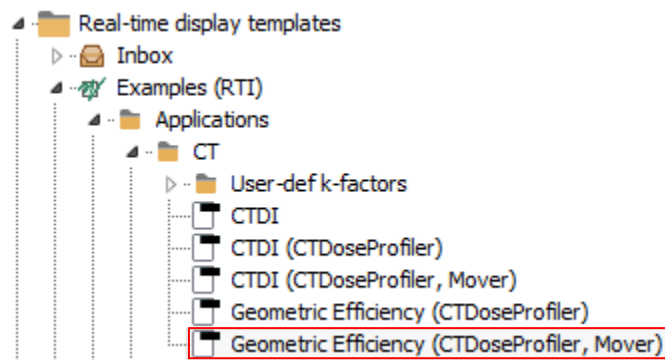 Real-time display templates
Inbox
Examples (RTI)
Applications
CT
User-def k-factors
CTDI
CTDI (CTDoseProfiler)
CTDI (CTDoseProfiler, Mover)
Geometric Efficiency (CTDoseProfiler)
Geometric Efficiency (CTDoseProfiler, Mover)